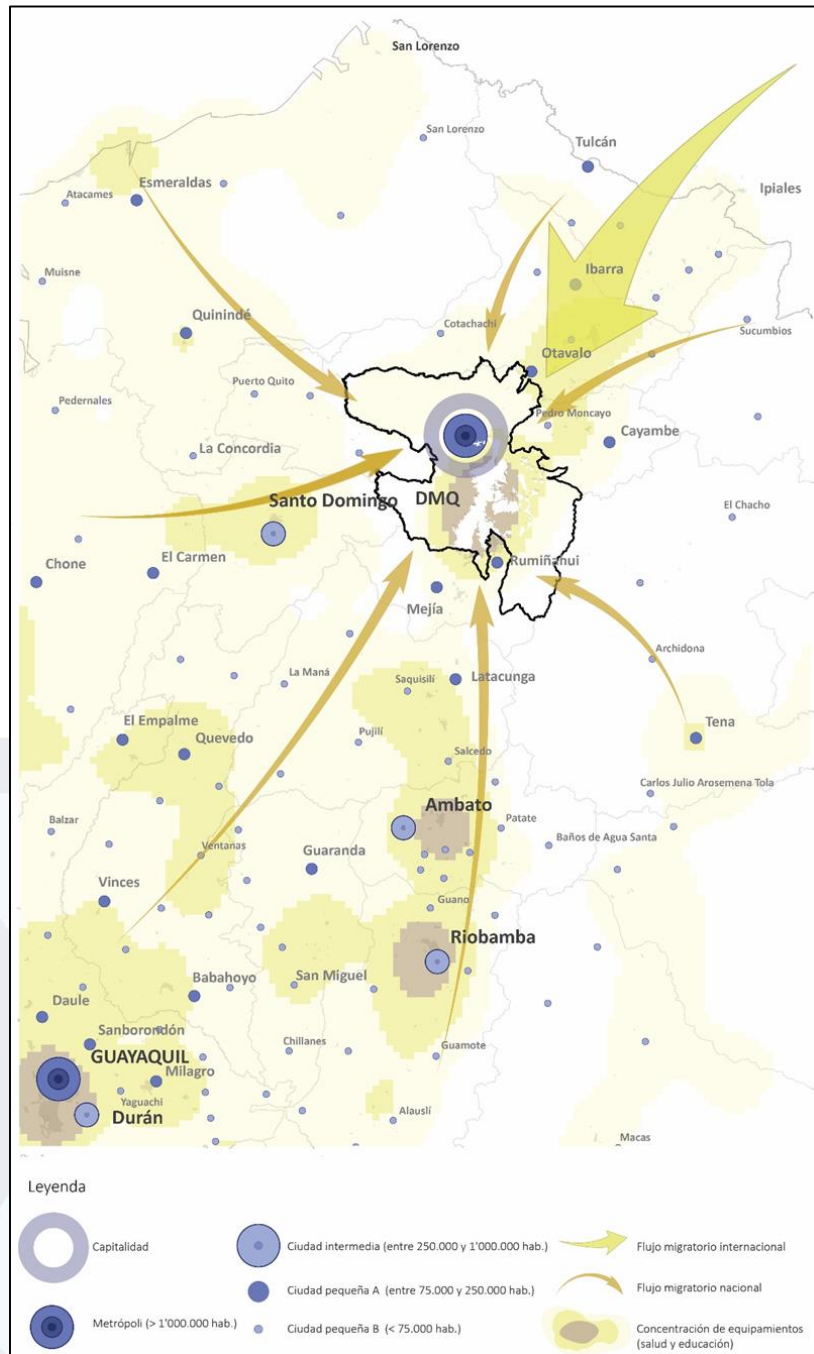 San Lorenzo
San Lorenzo
Tulcán
Atacames
Esmeraldas
Ipiales
Muisne
Ibarra
Quinindé
Cotachachi
Sucumbios
Otavalo
Puerto Quito
Pedernales
Pedro Moncayo
Cayambe
La Concordia
Santo Domingo
DMQ
El Chacho
Chone
El Carmen
Rumiñahui
Mejía
Archidona
La Maná
Saquisilí
Latacunga
El Empalme
Quevedo
Pujilí
Salcedo
Tena
Carlos Julio Arosemena Tola
Balzar
Ambato
Patate
Ventanas
Guaranda
Baños de Agua Santa
Vinces
Guano
Riobamba
Babahoyo
San Miguel
Daule
Sanborondón
GUAYAQUIL
Chillanes
Guamote
Milagro
Yaguachi
Durán
Alauslí
Macas
Leyenda
Capitalidad
Metrópoli (> 1'000.000 hab.)
Ciudad intermedia (entre 250.000 y 1'000.000 hab.)
Ciudad pequeña A (entre 75.000 y 250.000 hab.)
Ciudad pequeña B (< 75.000 hab.)
Flujo migratorio internacional
Flujo migratorio nacional
Concentración de equipamientos
(salud y educación)